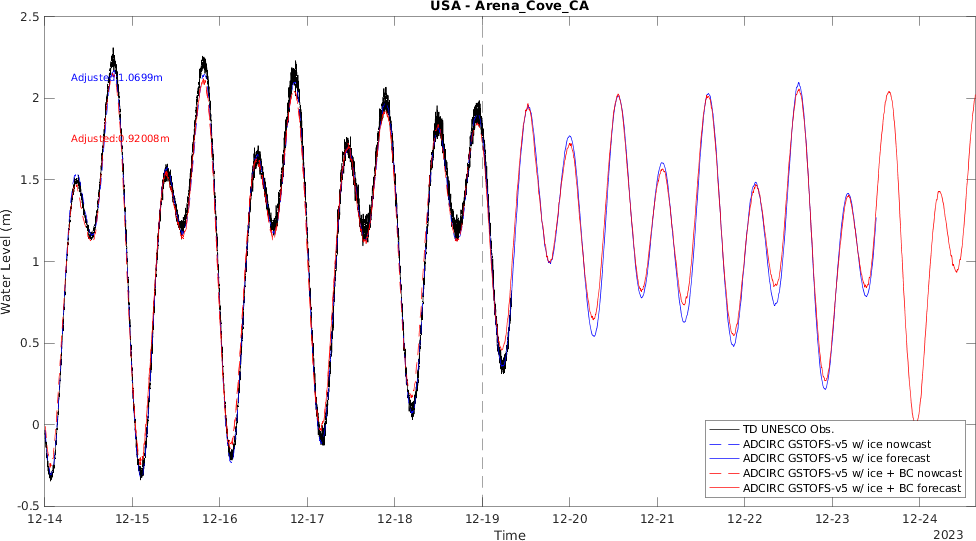 USA - Arena_Cove_CA
2.5
2
1.5
1
0.5
0
-0.5
Water Level (m)
Adjusted:1.0699m
Adjusted:0.92008m
TD UNESCO Obs.
ADCIRC GSTOFS-v5 w/ ice nowcast
ADCIRC GSTOFS-v5 w/ ice forecast
ADCIRC GSTOFS-v5 w/ ice + BC nowcast
ADCIRC GSTOFS-v5 w/ ice + BC forecast
12-14 12-15 12-16 12-17 12-18 12-19 12-20 12-21 12-22 12-23 12-24
Time
2023